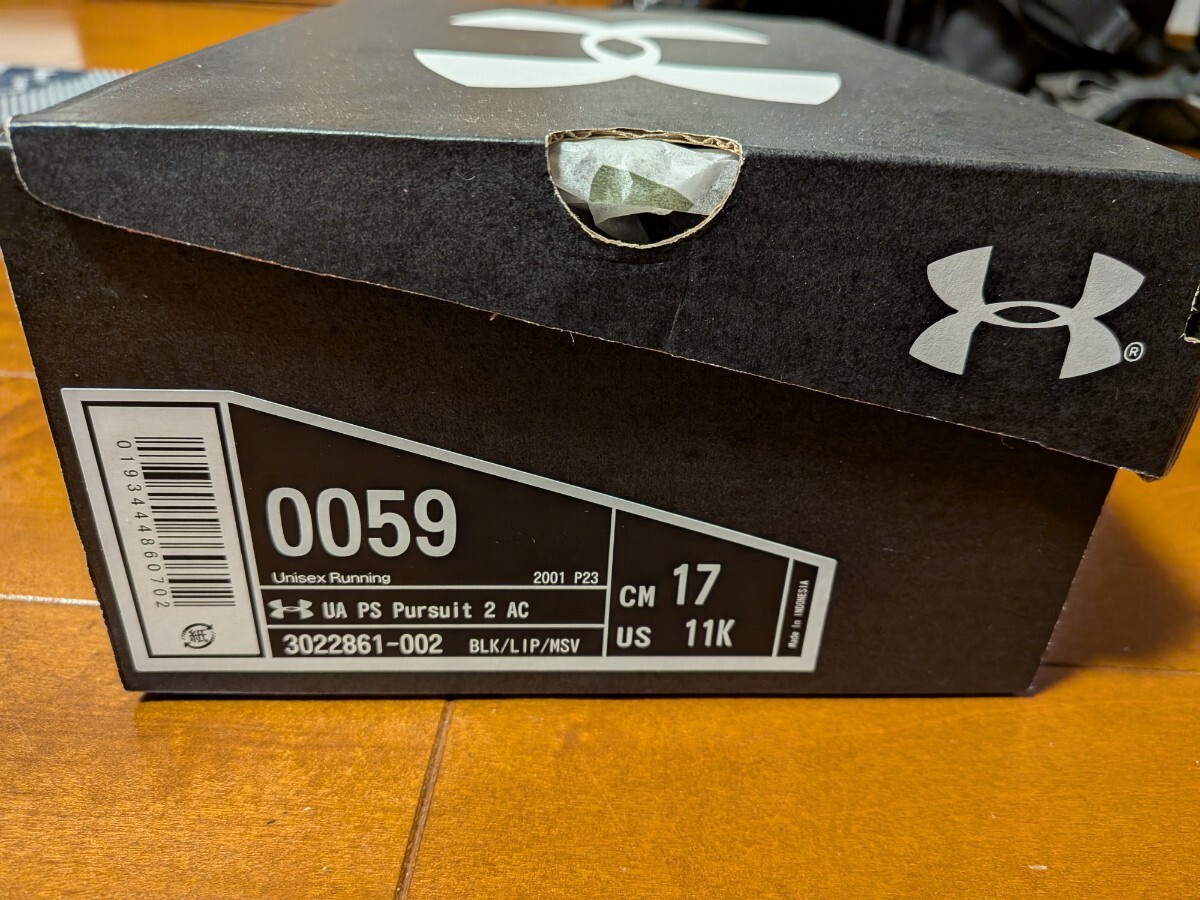 ®
0193444860702
紙
0059
Unisex Running 2001 P23
UA PS Pursuit 2 AC
3022861-002 BLK/LIP/MSV
CM 17
US 11K
Made in INDONESIA